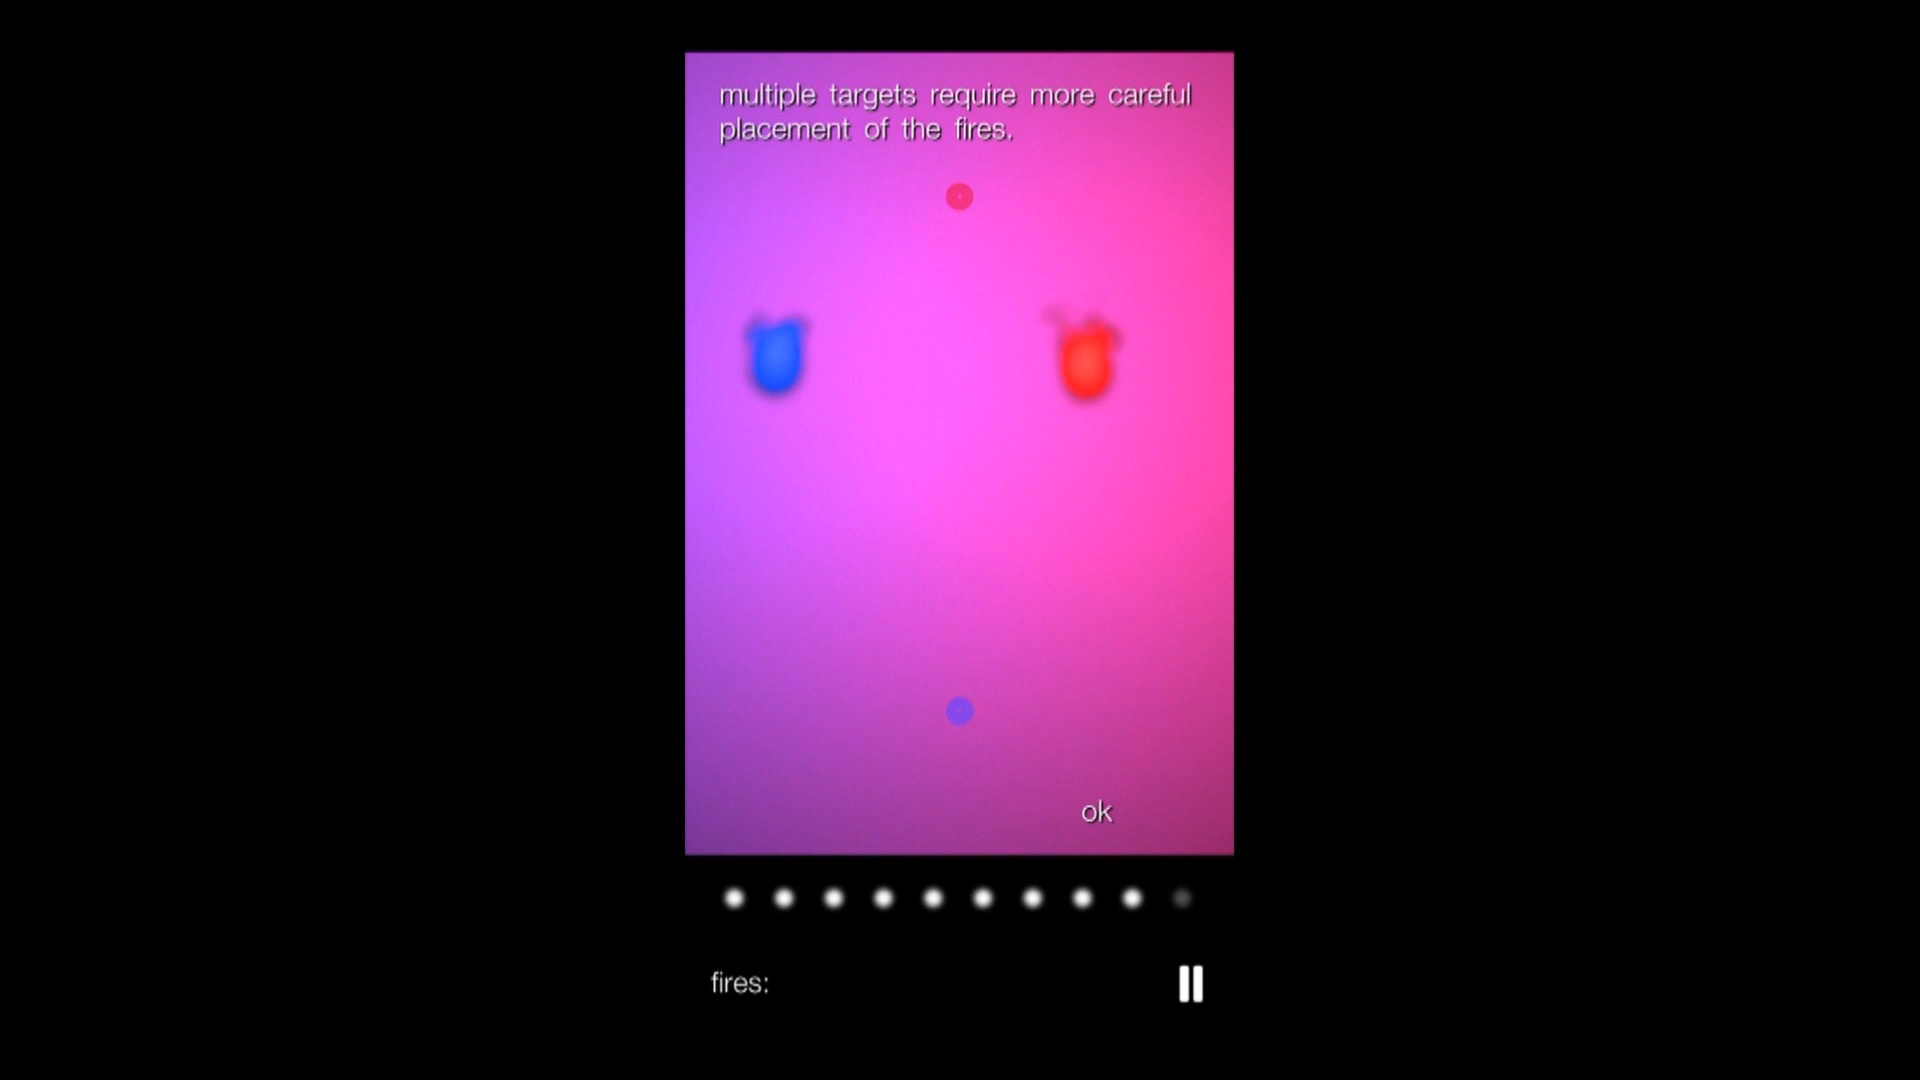 multiple targets require more careful
placement of the fires.
ok
fires: